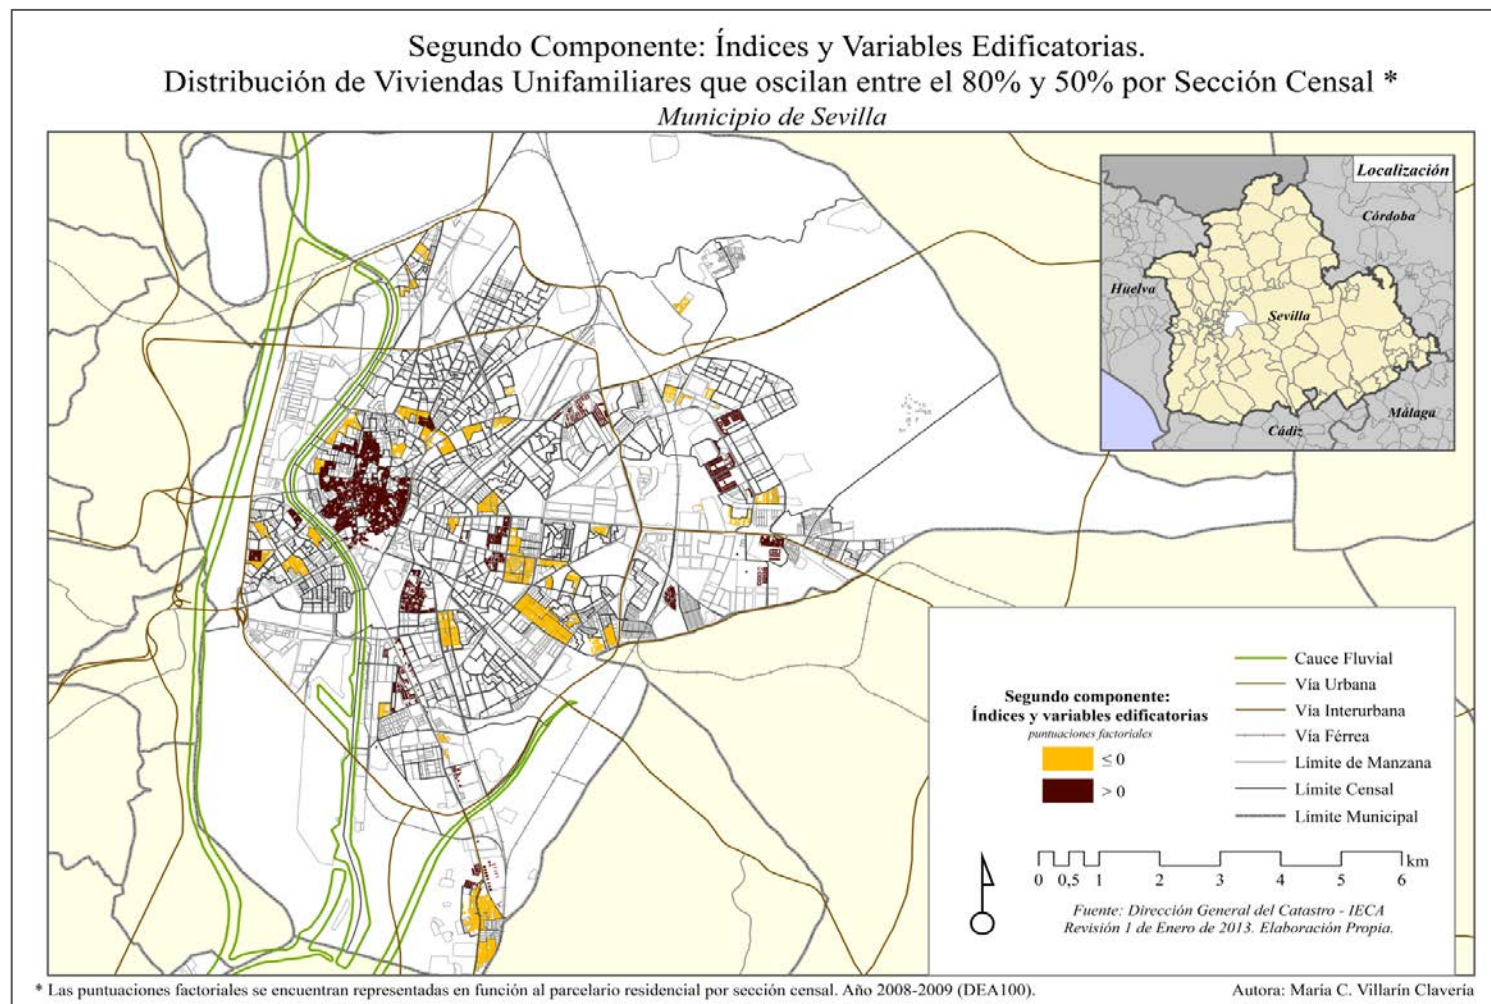 Segundo Componente: Índices y Variables Edificatorias.
Distribución de Viviendas Unifamiliares que oscilan entre el 80% y 50% por Sección Censal *
Municipio de Sevilla
Localización
Córdoba
Huelva
Sevilla
Málaga
Cádiz
Segundo componente:
Índices y variables edificatorias
puntuaciones factoriales
≤ 0
> 0
Cauce Fluvial
Vía Urbana
Vía Interurbana
Vía Férrea
Límite de Manzana
Límite Censal
Límite Municipal
km
0 0,5 1 2 3 4 5 6
Fuente: Dirección General del Catastro - IECA
Revisión 1 de Enero de 2013. Elaboración Propia.
* Las puntuaciones factoriales se encuentran representadas en función al parcelario residencial por sección censal. Año 2008-2009 (DEA100).
Autora: María C. Villarín Clavería